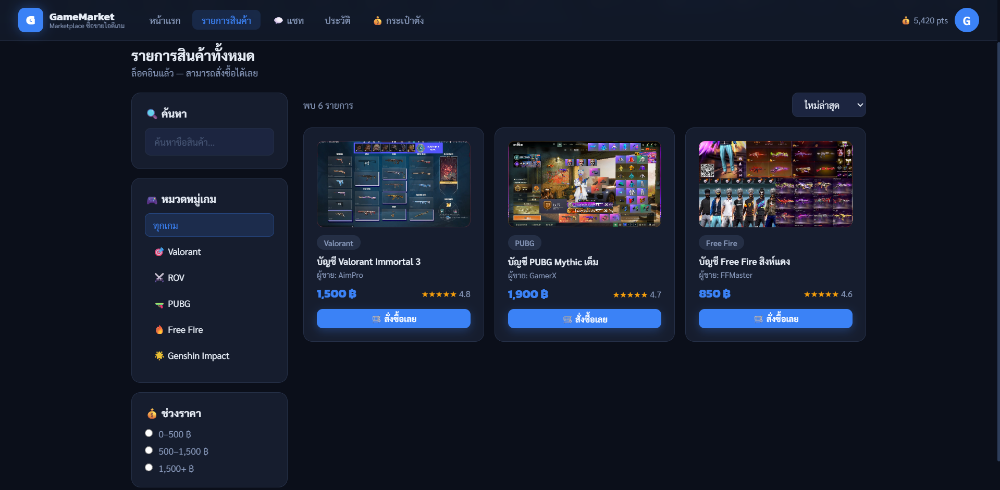 G
GameMarket
Marketplace ซื้อขายไอดีเกม
หน้าแรก
รายการสินค้า
💬 แชท
ประวัติ
💰 กระเป๋าตัง
💰 5,420 pts
G
รายการสินค้าทั้งหมด
ล็อคอินแล้ว — สามารถสั่งซื้อได้เลย
🔍 ค้นหา
ค้นหาชื่อสินค้า...
🎮 หมวดหมู่เกม
ทุกเกม
🎯 Valorant
⚔️ ROV
🔫 PUBG
🔥 Free Fire
🌟 Genshin Impact
💰 ช่วงราคา
0–500 ฿
500–1,500 ฿
1,500+ ฿
พบ 6 รายการ
ใหม่ล่าสุด
Valorant
บัญชี Valorant Immortal 3
ผู้ขาย: AimPro
1,500 ฿
★★★★★ 4.8
🛒 สั่งซื้อเลย
PUBG
บัญชี PUBG Mythic เต็ม
ผู้ขาย: GamerX
1,900 ฿
★★★★★ 4.7
🛒 สั่งซื้อเลย
Free Fire
บัญชี Free Fire สิงห์แดง
ผู้ขาย: FFMaster
850 ฿
★★★★★ 4.6
🛒 สั่งซื้อเลย